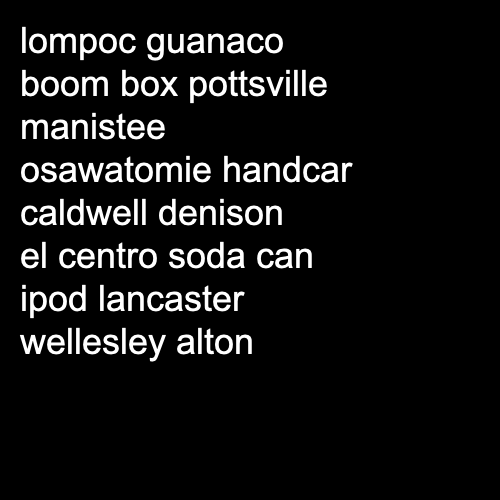 lompoc guanaco
boom box pottsville
manistee
osawatomie handcar
caldwell denison
el centro soda can
ipod lancaster
wellesley alton